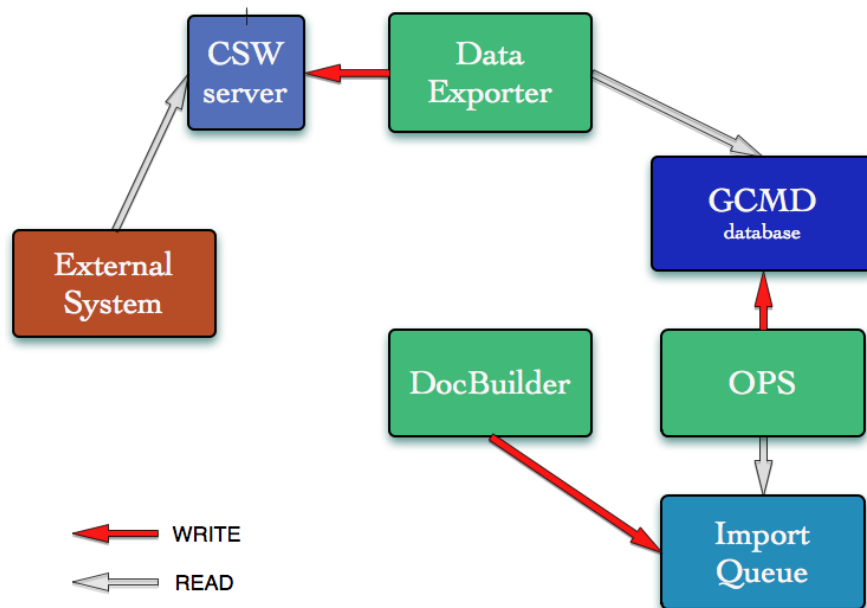 CSW
server
Data
Exporter
GCMD
database
External
System
DocBuilder
OPS
Import
Queue
WRITE
READ